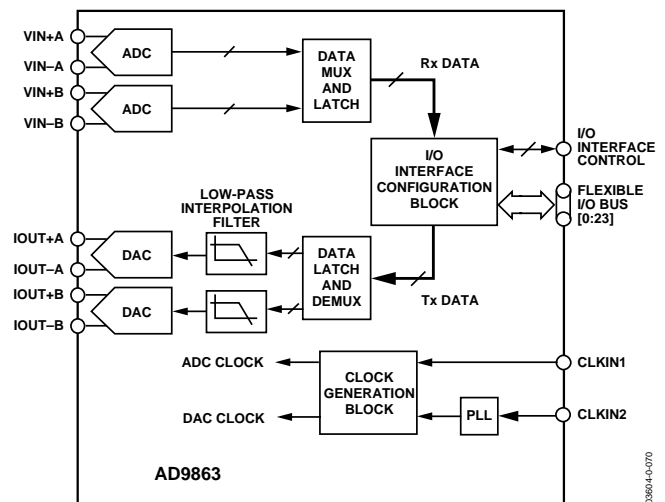 VIN+A
VIN–A
VIN+B
VIN–B
ADC
ADC
DATA
MUX
AND
LATCH
Rx DATA
I/O
INTERFACE
CONFIGURATION
BLOCK
I/O
INTERFACE
CONTROL
FLEXIBLE
I/O BUS
[0:23]
LOW-PASS
INTERPOLATION
FILTER
IOUT+A
IOUT–A
IOUT+B
IOUT–B
DAC
DAC
DATA
LATCH
AND
DEMUX
Tx DATA
ADC CLOCK
DAC CLOCK
CLOCK
GENERATION
BLOCK
PLL
CLKIN1
CLKIN2
AD9863
03604-0-070